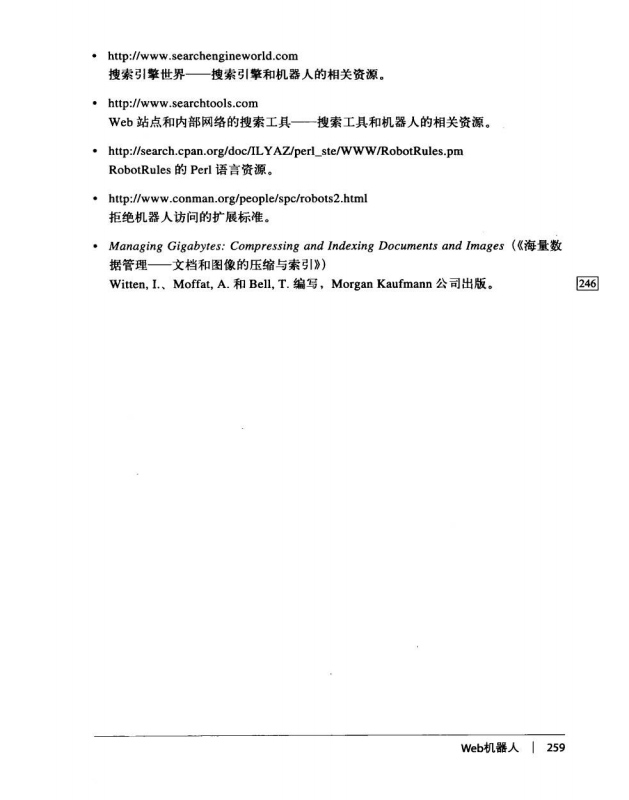 • http://www.searchengineworld.com
搜索引擎世界——搜索引擎和机器人的相关资源。
• http://www.searchtools.com
Web 站点和内部网络的搜索工具——搜索工具和机器人的相关资源。
• http://search.cpan.org/doc/ILYAZ/perl_ste/WWW/RobotRules.pm
RobotRules 的 Perl 语言资源。
• http://www.conman.org/people/spc/robots2.html
拒绝机器人访问的扩展标准。
• Managing Gigabytes: Compressing and Indexing Documents and Images（《海量数
据管理——文档和图像的压缩与索引》）
Witten, I.、Moffat, A. 和 Bell, T. 编写，Morgan Kaufmann 公司出版。 246
Web机器人 | 259